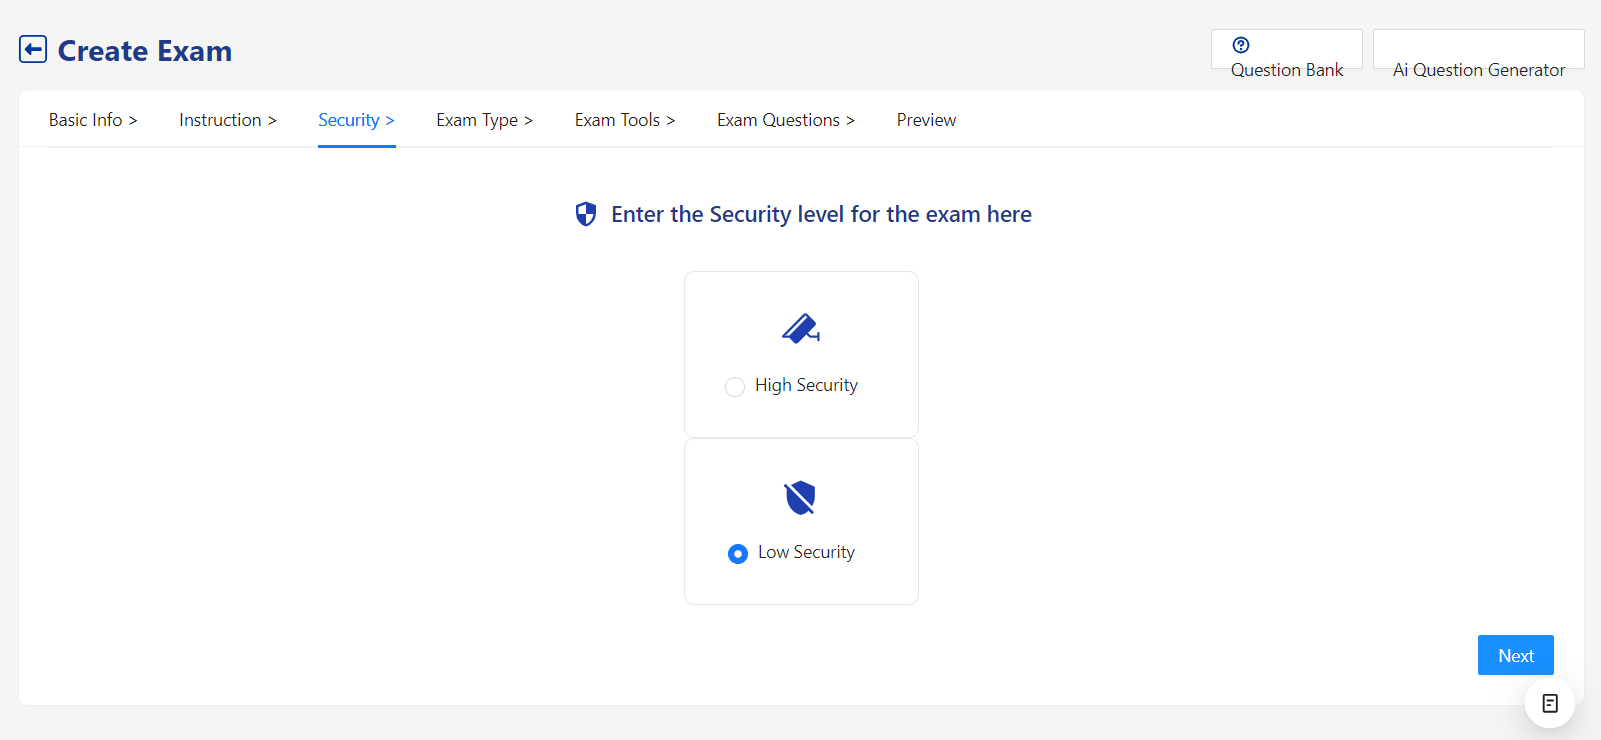 Create Exam
Question Bank
Ai Question Generator
Basic Info >
Instruction >
Security >
Exam Type >
Exam Tools >
Exam Questions >
Preview
Enter the Security level for the exam here
High Security
Low Security
Next